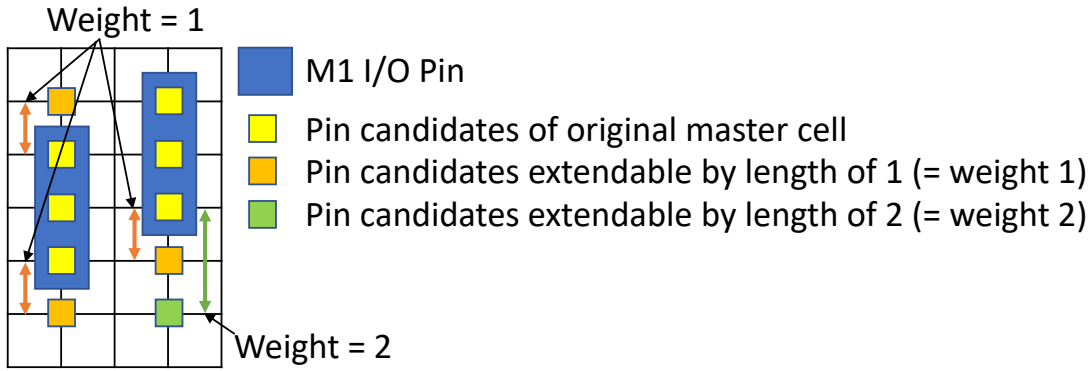 Weight = 1
M1 I/O Pin
Pin candidates of original master cell
Pin candidates extendable by length of 1 (= weight 1)
Pin candidates extendable by length of 2 (= weight 2)
Weight = 2